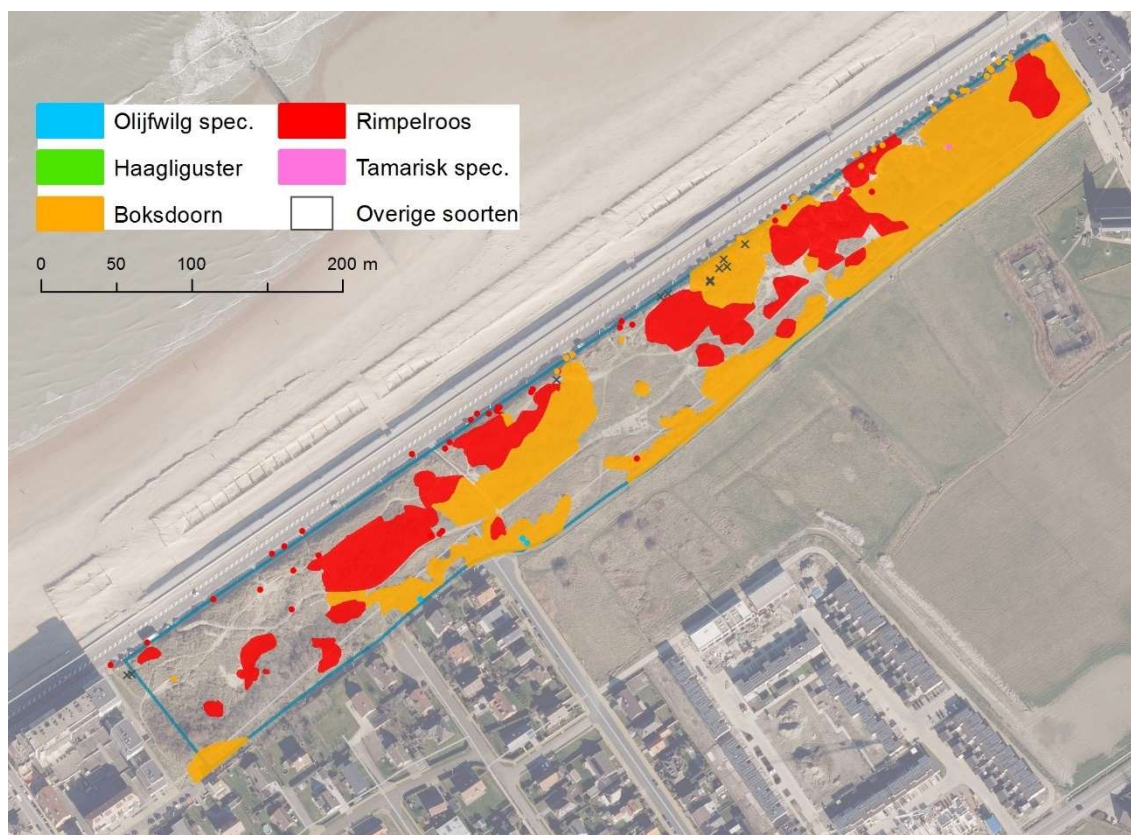 Olijfwilg spec.
Rimpelroos
Haagliguster
Tamarisk spec.
Boksdoorn
Overige soorten
0 50 100 200 m